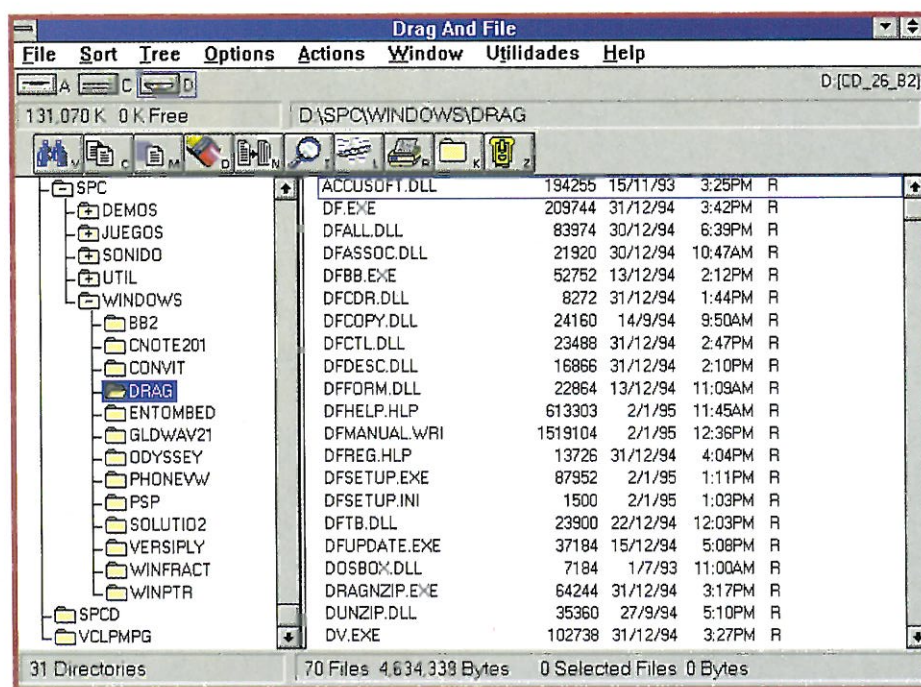 Drag And File
File Sort Tree Options Actions Window Utilidades Help
A C D D:[CD_26_B2]
131,070 K 0 K Free D:\SPC\WINDOWS\DRAG
V C M D N I L R K Z
SPC
DEMOS
JUEGOS
SONIDO
UTIL
WINDOWS
BB2
CNOTE201
CONVIT
DRAG
ENTOMBED
GLDWAV21
ODYSSEY
PHONEVW
PSP
SOLUTIO2
VERSIPLY
WINFRACT
WINPTR
SPCD
VCLPMPG
ACCUSOFT.DLL 194255 15/11/93 3:25PM R
DF.EXE 209744 31/12/94 3:42PM R
DFALL.DLL 83974 30/12/94 6:39PM R
DFASSOC.DLL 21920 30/12/94 10:47AM R
DFBB.EXE 52752 13/12/94 2:12PM R
DFCDR.DLL 8272 31/12/94 1:44PM R
DFCOPY.DLL 24160 14/9/94 9:50AM R
DFCTL.DLL 23488 31/12/94 2:47PM R
DFDESC.DLL 16866 31/12/94 2:10PM R
DFFORM.DLL 22864 13/12/94 11:09AM R
DFHELP.HLP 613303 2/1/95 11:45AM R
DFMANUAL.WRI 1519104 2/1/95 12:36PM R
DFREG.HLP 13726 31/12/94 4:04PM R
DFSETUP.EXE 87952 2/1/95 1:11PM R
DFSETUP.INI 1500 2/1/95 1:03PM R
DFTB.DLL 23900 22/12/94 12:03PM R
DFUPDATE.EXE 37184 15/12/94 5:08PM R
DOSBOX.DLL 7184 1/7/93 11:00AM R
DRAGNZIP.EXE 64244 31/12/94 3:17PM R
DUNZIP.DLL 35360 27/9/94 5:10PM R
DV.EXE 102738 31/12/94 3:27PM R
31 Directories 70 Files 4,634,339 Bytes 0 Selected Files 0 Bytes